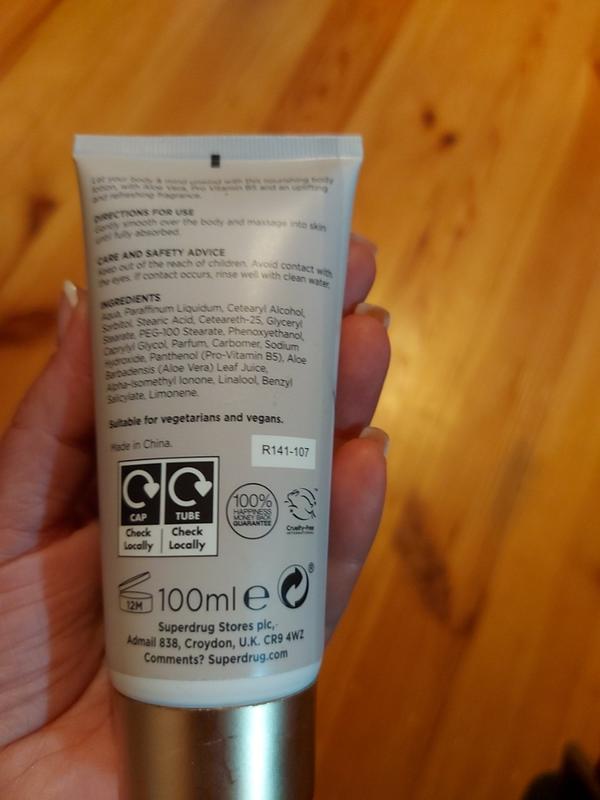 Let your body & mind unwind with this nourishing body
lotion, with Aloe Vera, Pro Vitamin B5 and an uplifting
and refreshing fragrance.
DIRECTIONS FOR USE
Gently smooth over the body and massage into skin
until fully absorbed.
CARE AND SAFETY ADVICE
Keep out of the reach of children. Avoid contact with
the eyes. If contact occurs, rinse well with clean water.
INGREDIENTS
Aqua, Paraffinum Liquidum, Cetearyl Alcohol,
Sorbitol, Stearic Acid, Ceteareth-25, Glyceryl
Stearate, PEG-100 Stearate, Phenoxyethanol,
Caprylyl Glycol, Parfum, Carbomer, Sodium
Hydroxide, Panthenol (Pro-Vitamin B5), Aloe
Barbadensis (Aloe Vera) Leaf Juice,
Alpha-Isomethyl Ionone, Linalool, Benzyl
Salicylate, Limonene.
Suitable for vegetarians and vegans.
Made in China.
R141-107
CAP
Check
Locally
TUBE
Check
Locally
100%
HAPPINESS
MONEY BACK
GUARANTEE
Cruelty-free
INTERNATIONAL
12M
100ml e
®
Superdrug Stores plc,
Admail 838, Croydon, U.K. CR9 4WZ
Comments? Superdrug.com